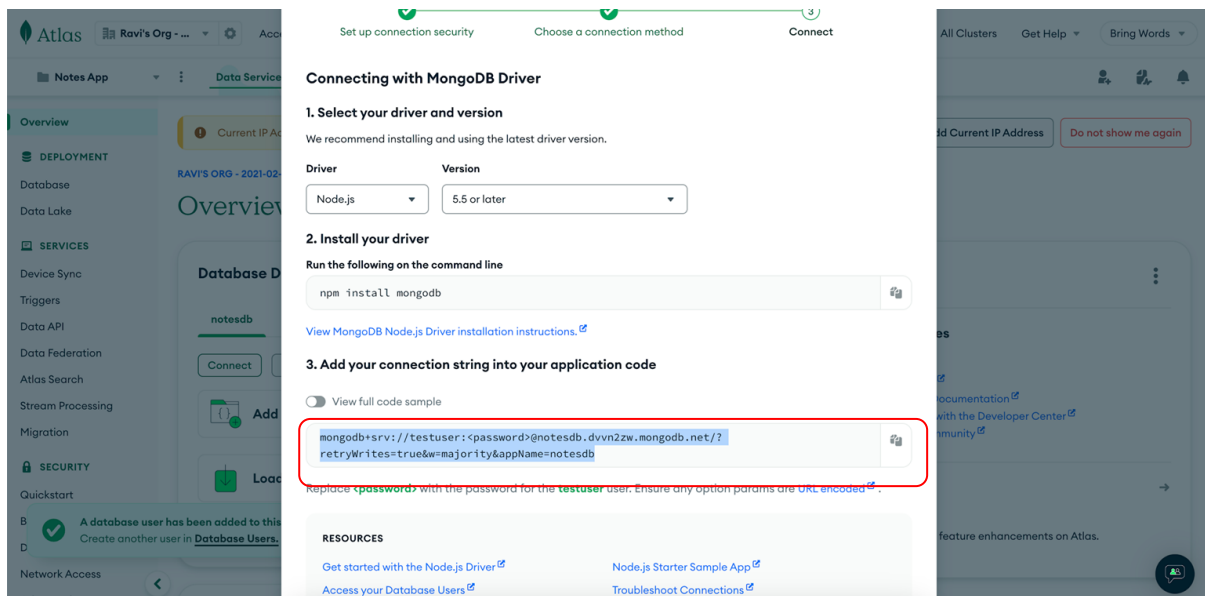 Atlas
Ravi's Org - ...
Acc
Set up connection security
Choose a connection method
3
Connect
All Clusters
Get Help
Bring Words
Notes App
Data Service
Overview
DEPLOYMENT
Database
Data Lake
SERVICES
Device Sync
Triggers
Data API
Data Federation
Atlas Search
Stream Processing
Migration
SECURITY
Quickstart
B
D
Network Access
Current IP Ac
RAVI'S ORG - 2021-02-
Overview
Database D
notesdb
Connect
{ }
Add
Load
A database user has been added to this
Create another user in Database Users.
Connecting with MongoDB Driver
1. Select your driver and version
We recommend installing and using the latest driver version.
Driver
Version
Node.js
5.5 or later
2. Install your driver
Run the following on the command line
npm install mongodb
View MongoDB Node.js Driver installation instructions.
3. Add your connection string into your application code
View full code sample
mongodb+srv://testuser:<password>@notesdb.dvvn2zw.mongodb.net/?
retryWrites=true&w=majority&appName=notesdb
Replace <password> with the password for the testuser user. Ensure any option params are URL encoded .
RESOURCES
Get started with the Node.js Driver
Node.js Starter Sample App
Access your Database Users
Troubleshoot Connections
dd Current IP Address
Do not show me again
es
ocumentation
with the Developer Center
munity
feature enhancements on Atlas.